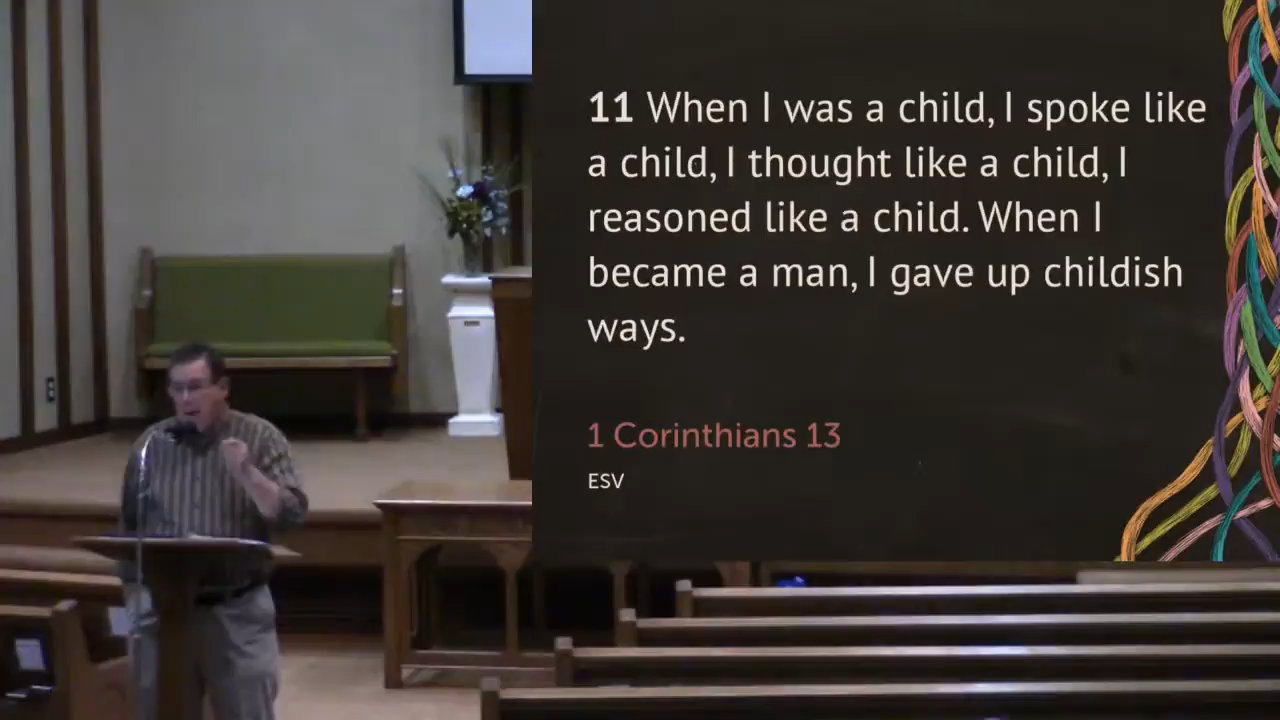 11 When I was a child, I spoke like
a child, I thought like a child, I
reasoned like a child. When I
became a man, I gave up childish
ways.
1 Corinthians 13
ESV